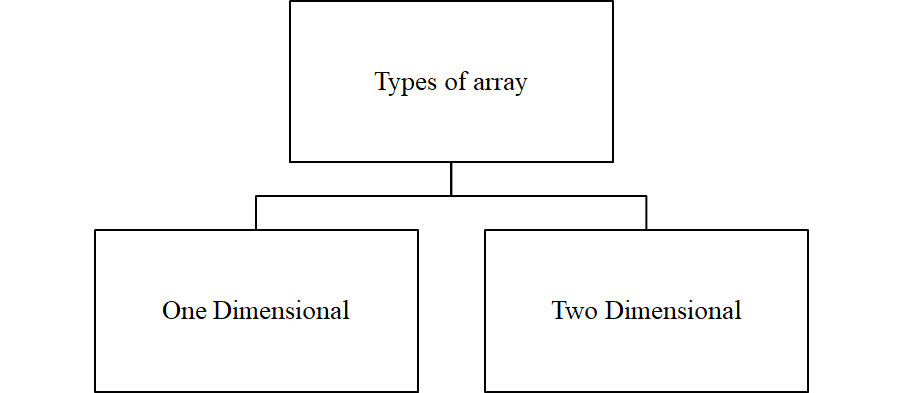 Types of array
One Dimensional
Two Dimensional